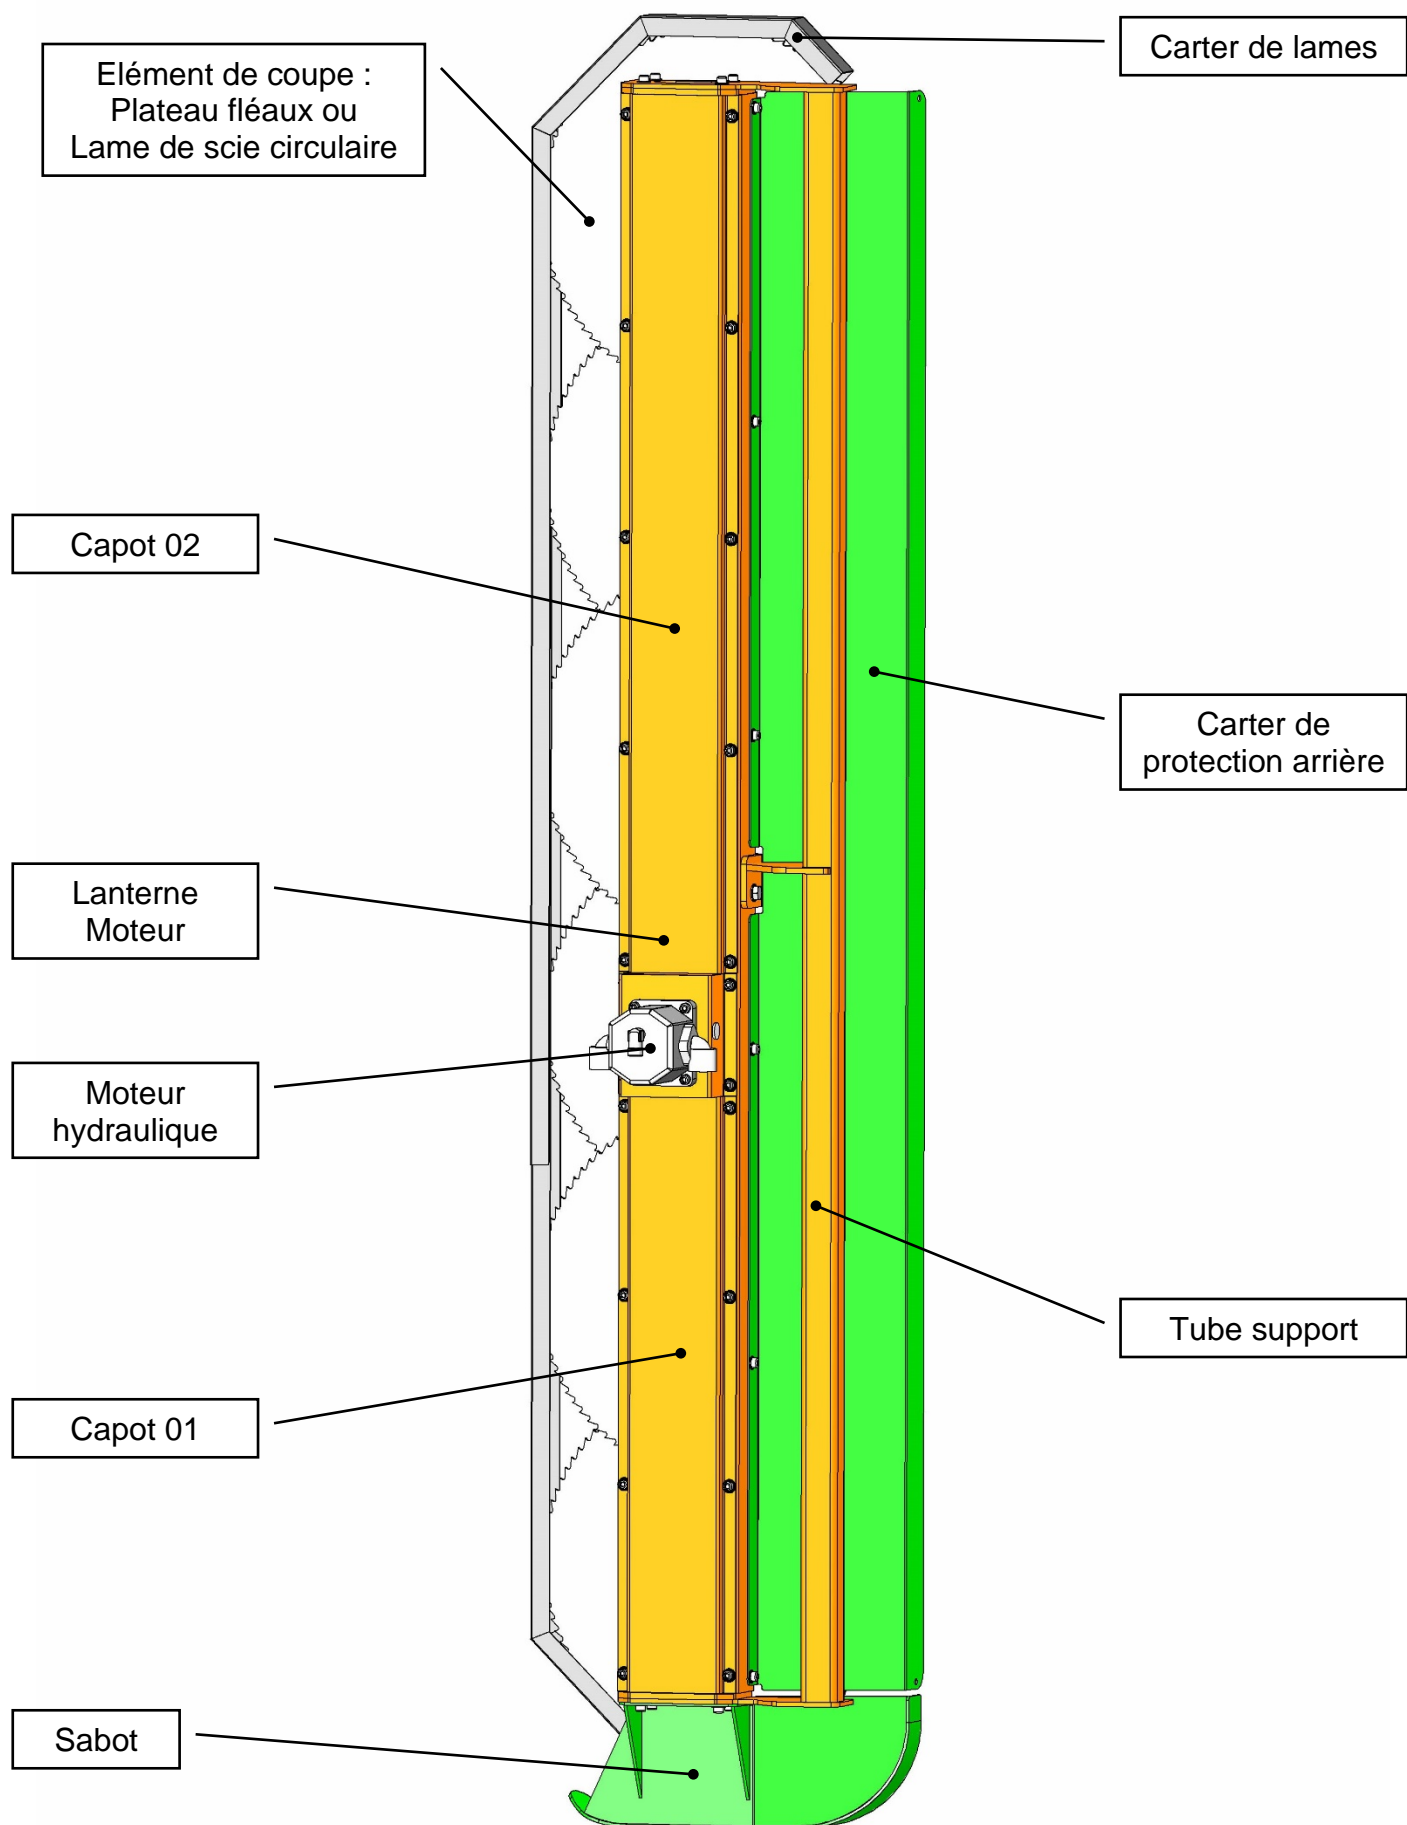 Carter de lames
Elément de coupe :
Plateau fléaux ou
Lame de scie circulaire
Capot 02
Carter de
protection arrière
Lanterne
Moteur
Moteur
hydraulique
Tube support
Capot 01
Sabot